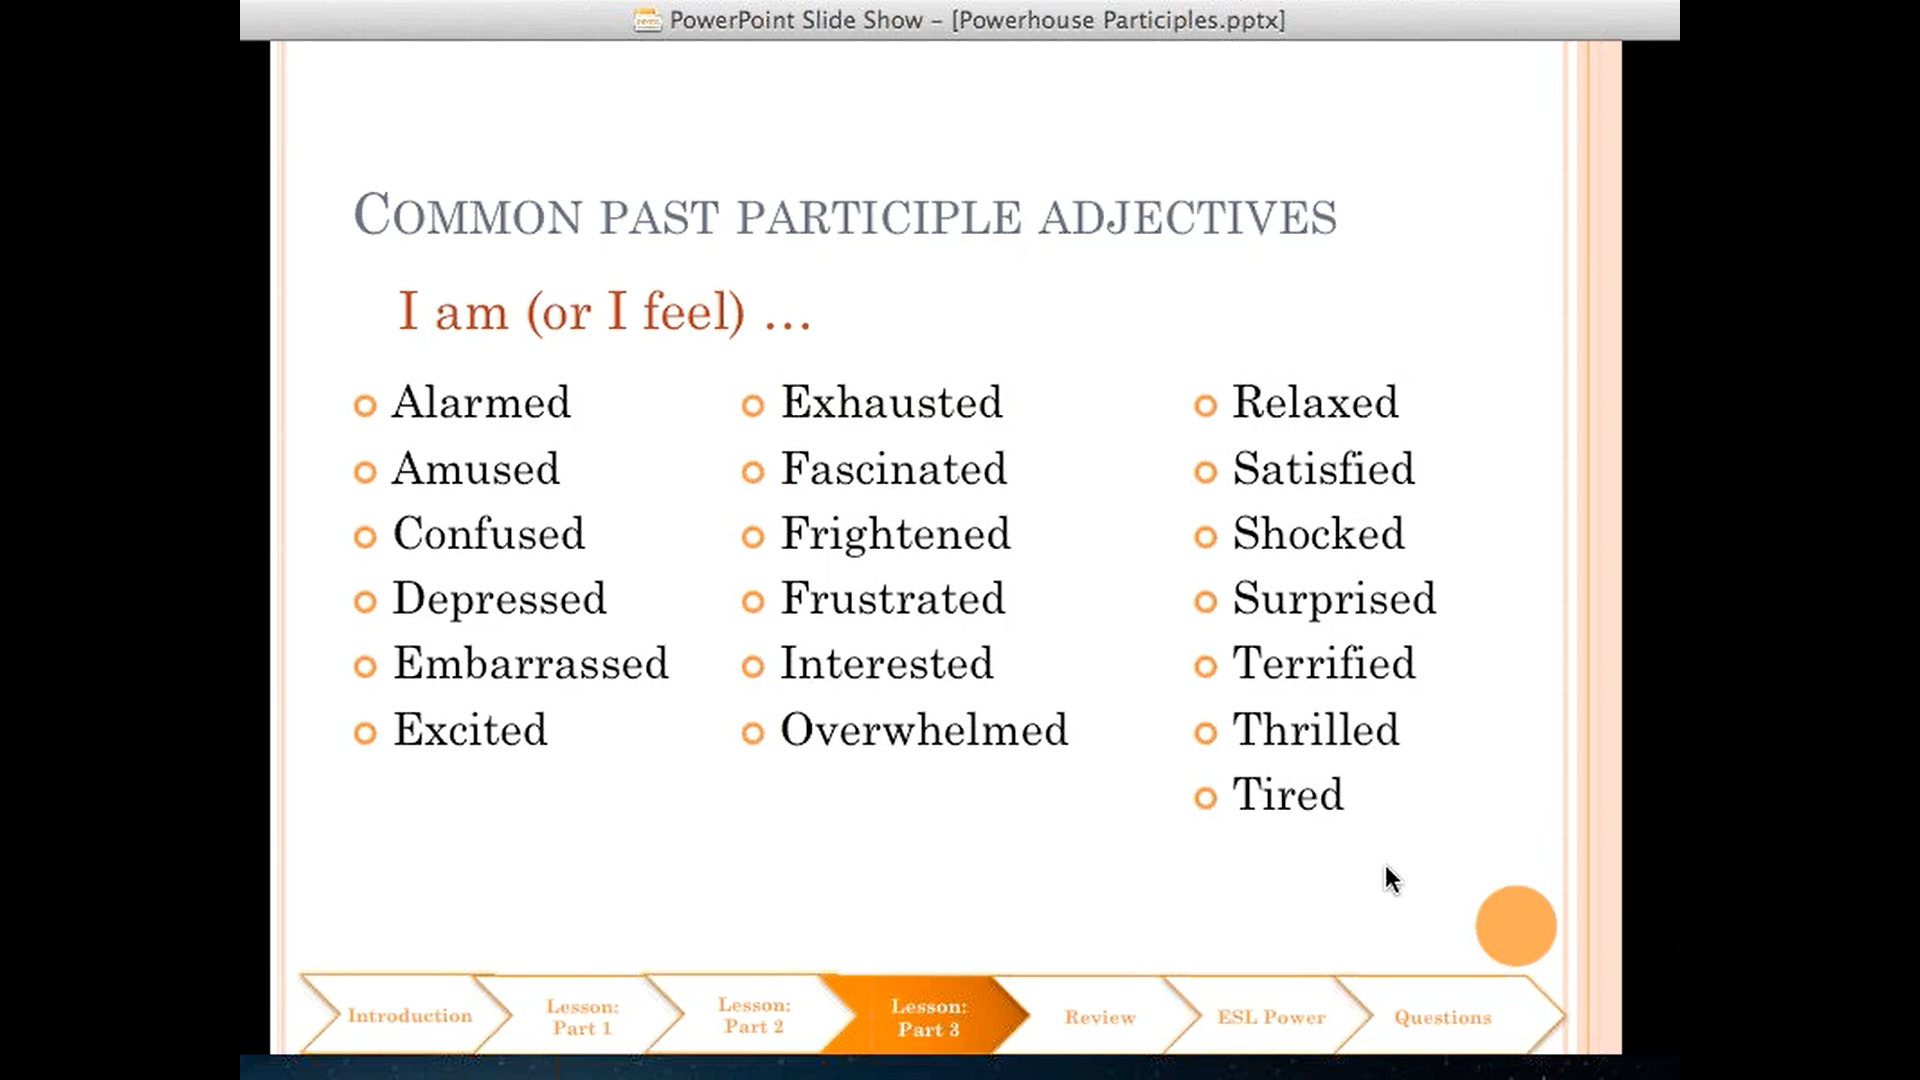 PowerPoint Slide Show – [Powerhouse Participles.pptx]
COMMON PAST PARTICIPLE ADJECTIVES
I am (or I feel) …
Alarmed
Amused
Confused
Depressed
Embarrassed
Excited
Exhausted
Fascinated
Frightened
Frustrated
Interested
Overwhelmed
Relaxed
Satisfied
Shocked
Surprised
Terrified
Thrilled
Tired
Introduction
Lesson:
Part 1
Lesson:
Part 2
Lesson:
Part 3
Review
ESL Power
Questions